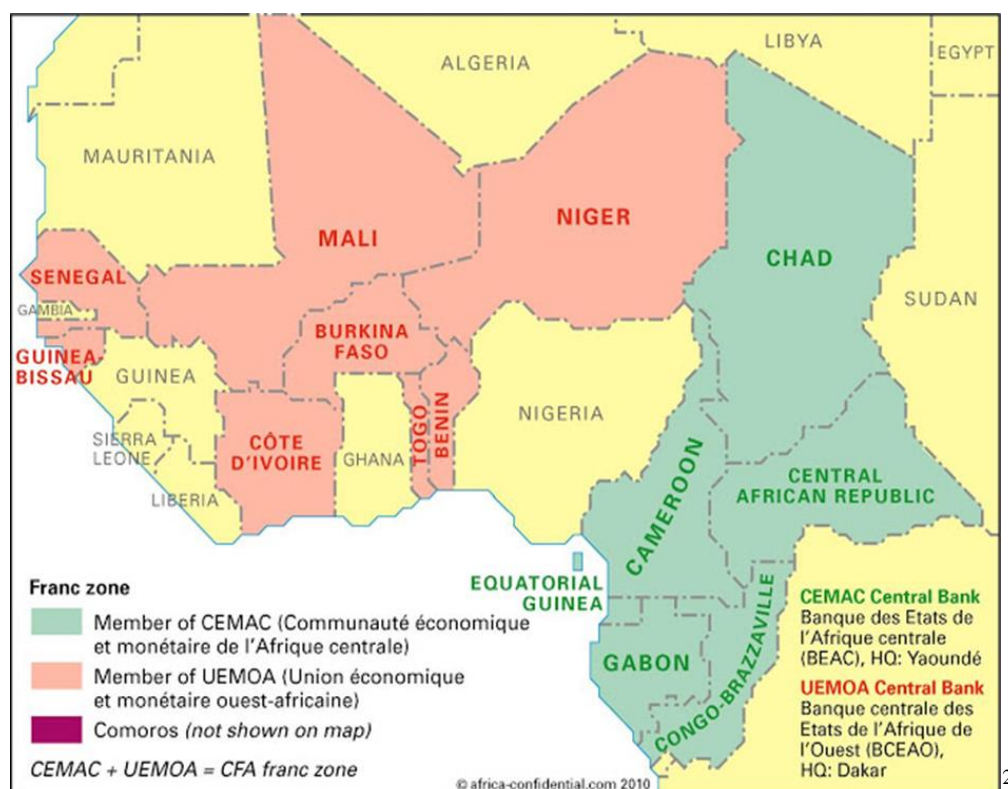 LIBYA
EGYPT
ALGERIA
MAURITANIA
NIGER
MALI
CHAD
SENEGAL
SUDAN
GAMBIA
BURKINA
FASO
GUINEA-
BISSAU
GUINEA
NIGERIA
SIERRA
LEONE
CÔTE
D'IVOIRE
GHANA
TOGO
BENIN
LIBERIA
CENTRAL
AFRICAN REPUBLIC
CAMEROON
EQUATORIAL
GUINEA
GABON
CONGO-BRAZZAVILLE
Franc zone
Member of CEMAC (Communauté économique
et monétaire de l'Afrique centrale)
Member of UEMOA (Union économique
et monétaire ouest-africaine)
Comoros (not shown on map)
CEMAC + UEMOA = CFA franc zone
CEMAC Central Bank
Banque des Etats de
l'Afrique centrale
(BEAC), HQ: Yaoundé
UEMOA Central Bank
Banque centrale des
Etats de l'Afrique de
l'Ouest (BCEAO),
HQ: Dakar
© africa-confidential.com 2010
2